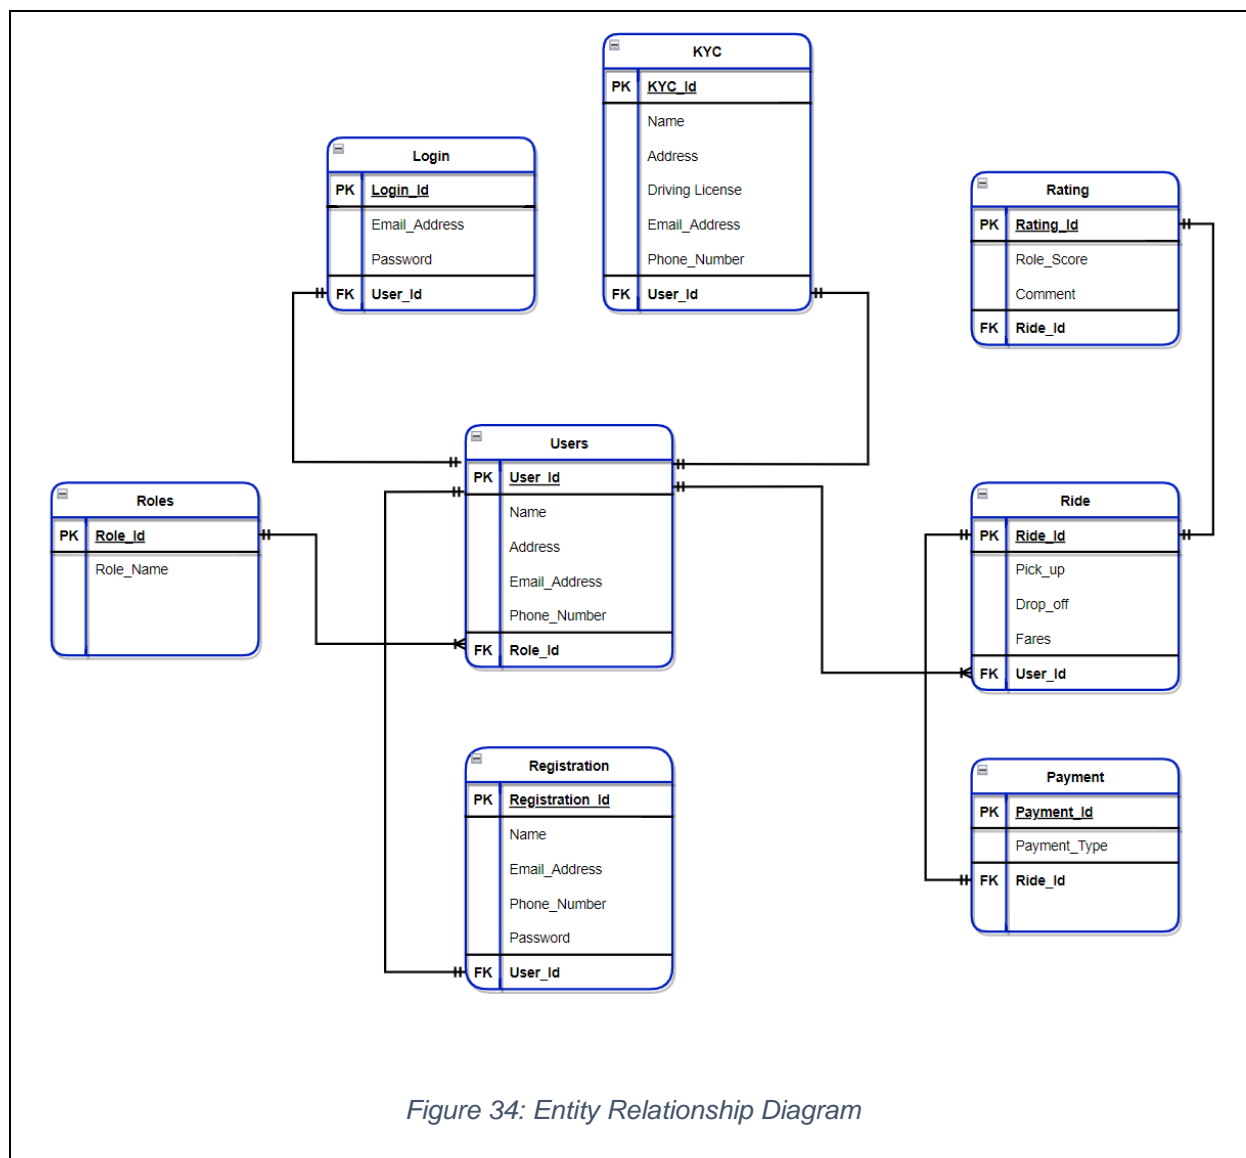 KYC
PK KYC_Id
Name
Address
Driving License
Email_Address
Phone_Number
FK User_Id
Login
PK Login_Id
Email_Address
Password
FK User_Id
Rating
PK Rating_Id
Role_Score
Comment
FK Ride_Id
Users
PK User_Id
Name
Address
Email_Address
Phone_Number
FK Role_Id
Roles
PK Role_Id
Role_Name
Ride
PK Ride_Id
Pick_up
Drop_off
Fares
FK User_Id
Registration
PK Registration_Id
Name
Email_Address
Phone_Number
Password
FK User_Id
Payment
PK Payment_Id
Payment_Type
FK Ride_Id
Figure 34: Entity Relationship Diagram